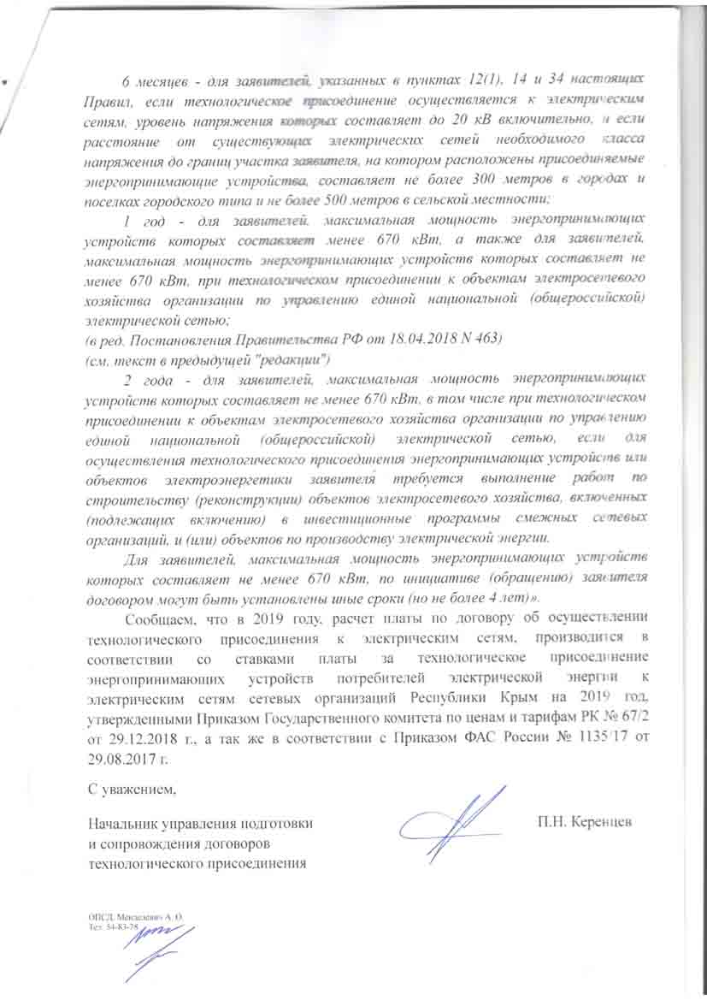 6 месяцев - для заявителей, указанных в пунктах 12(1), 14 и 34 настоящих
Правил, если технологическое присоединение осуществляется к электрическим
сетям, уровень напряжения которых составляет до 20 кВ включительно, и если
расстояние от существующих электрических сетей необходимого класса
напряжения до границ участка заявителя, на котором расположены присоединяемые
энергопринимающие устройства, составляет не более 300 метров в городах и
поселках городского типа и не более 500 метров в сельской местности;
1 год - для заявителей, максимальная мощность энергопринимающих
устройств которых составляет менее 670 кВт, а также для заявителей,
максимальная мощность энергопринимающих устройств которых составляет не
менее 670 кВт, при технологическом присоединении к объектам электросетевого
хозяйства организации по управлению единой национальной (общероссийской)
электрической сетью;
(в ред. Постановления Правительства РФ от 18.04.2018 N 463)
(см. текст в предыдущей "редакции")
2 года - для заявителей, максимальная мощность энергопринимающих
устройств которых составляет не менее 670 кВт, в том числе при технологическом
присоединении к объектам электросетевого хозяйства организации по управлению
единой национальной (общероссийской) электрической сетью, если для
осуществления технологического присоединения энергопринимающих устройств или
объектов электроэнергетики заявителя требуется выполнение работ по
строительству (реконструкции) объектов электросетевого хозяйства, включенных
(подлежащих включению) в инвестиционные программы смежных сетевых
организаций, и (или) объектов по производству электрической энергии.
Для заявителей, максимальная мощность энергопринимающих устройств
которых составляет не менее 670 кВт, по инициативе (обращению) заявителя
договором могут быть установлены иные сроки (но не более 4 лет)».
Сообщаем, что в 2019 году, расчет платы по договору об осуществлении
технологического присоединения к электрическим сетям, производится в
соответствии со ставками платы за технологическое присоединение
энергопринимающих устройств потребителей электрической энергии к
электрическим сетям сетевых организаций Республики Крым на 2019 год,
утвержденными Приказом Государственного комитета по ценам и тарифам РК № 67/2
от 29.12.2018 г., а так же в соответствии с Приказом ФАС России № 1135/17 от
29.08.2017 г.
С уважением,
Начальник управления подготовки
и сопровождения договоров
технологического присоединения
П.Н. Керенцев
ОПСД, Менделевич А. О.
Тел. 54-83-78